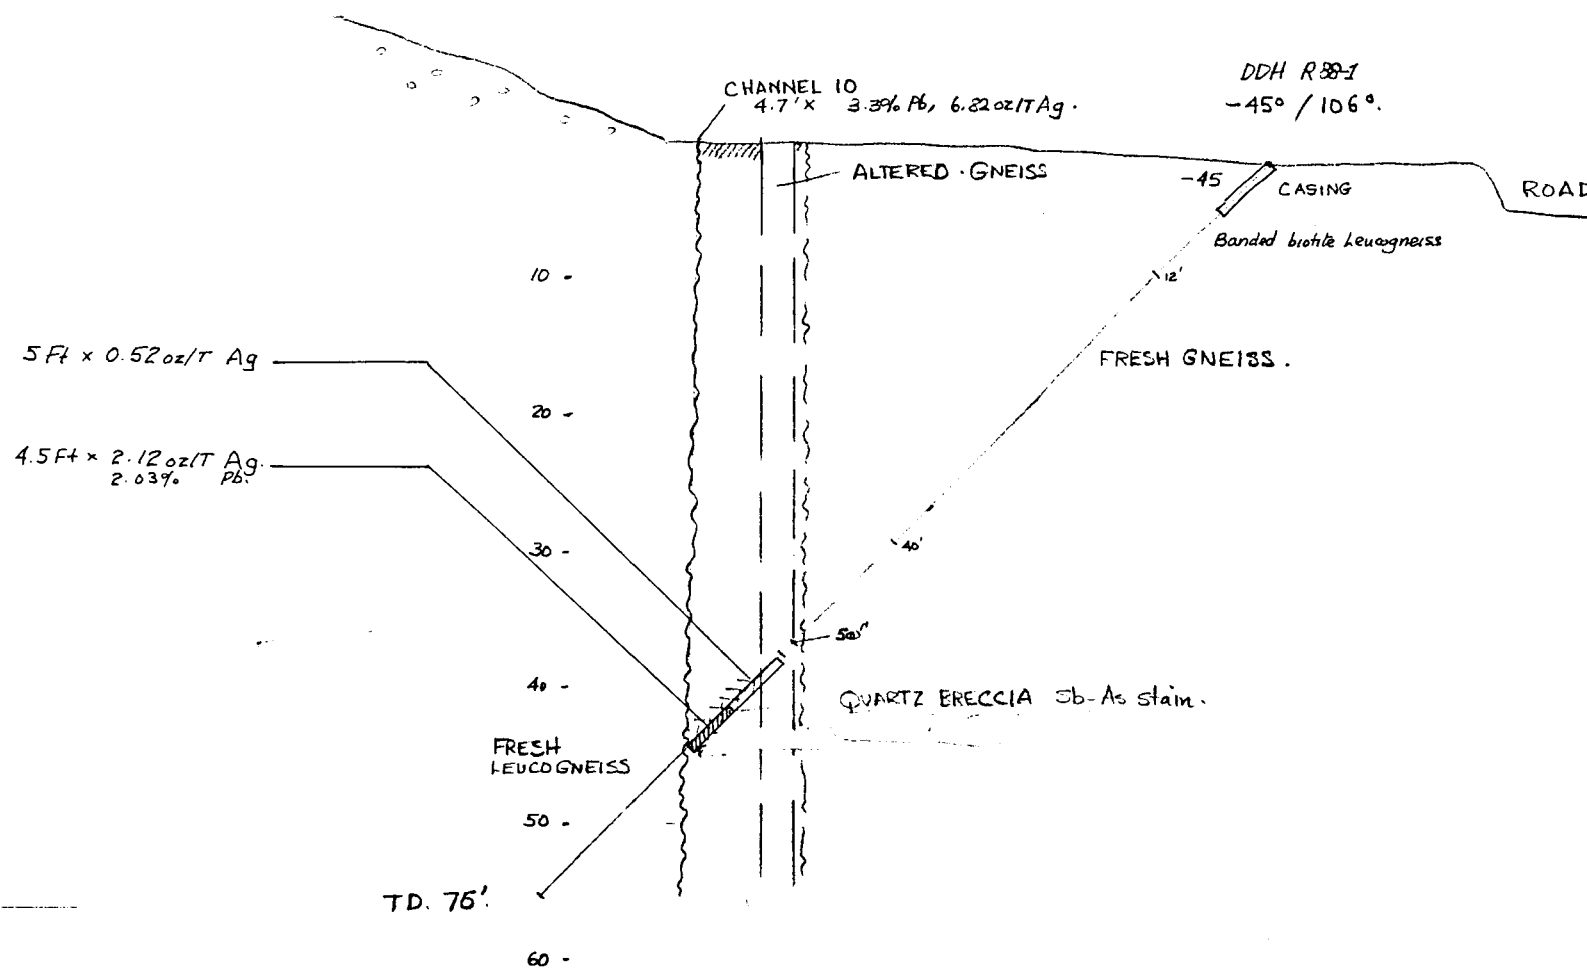 DDH R88-1
-45° / 106°.
CHANNEL 10
4.7' x 3.3% Pb, 6.82 oz/T Ag.
ALTERED GNEISS
-45
CASING
ROAD
Banded biotite Leucogneiss
10 -
12'
5 Ft x 0.52 oz/T Ag
FRESH GNEISS.
20 -
4.5 Ft x 2.12 oz/T Ag.
2.03% Pb.
30 -
40'
40 -
QUARTZ BRECCIA Sb-As stain.
FRESH
LEUCOGNEISS
50 -
TD. 75'.
60 -